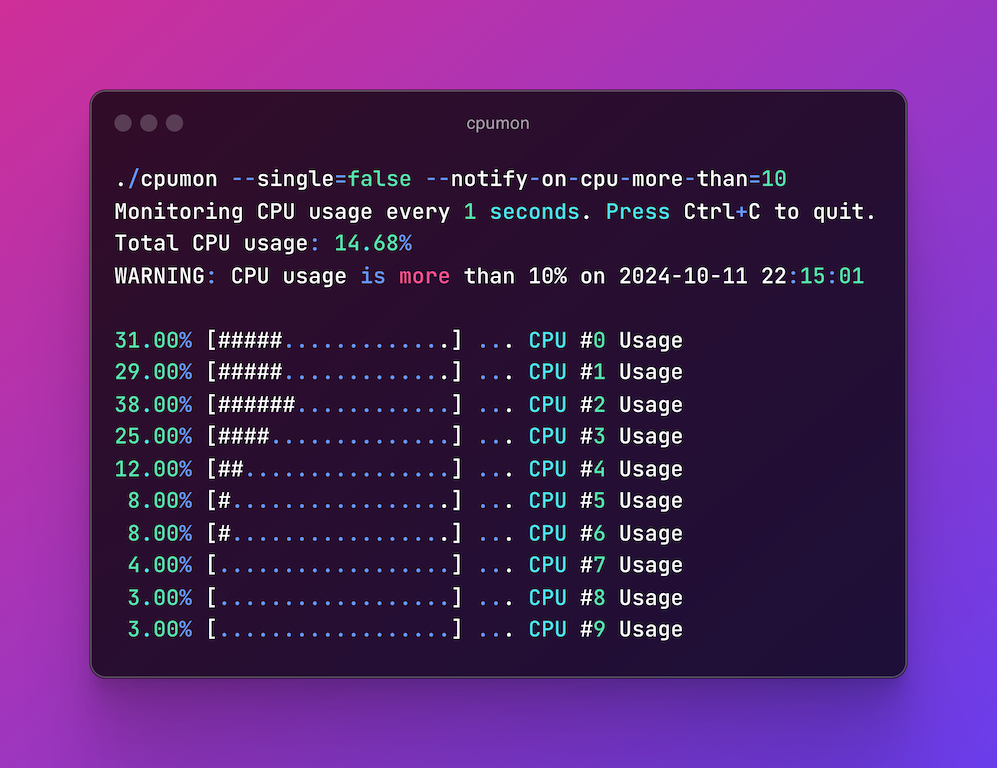 cpumon
./cpumon --single=false --notify-on-cpu-more-than=10
Monitoring CPU usage every 1 seconds. Press Ctrl+C to quit.
Total CPU usage: 14.68%
WARNING: CPU usage is more than 10% on 2024-10-11 22:15:01
31.00% [#####.............] ... CPU #0 Usage
29.00% [#####.............] ... CPU #1 Usage
38.00% [######............] ... CPU #2 Usage
25.00% [####..............] ... CPU #3 Usage
12.00% [##................] ... CPU #4 Usage
 8.00% [#.................] ... CPU #5 Usage
 8.00% [#.................] ... CPU #6 Usage
 4.00% [..................] ... CPU #7 Usage
 3.00% [..................] ... CPU #8 Usage
 3.00% [..................] ... CPU #9 Usage